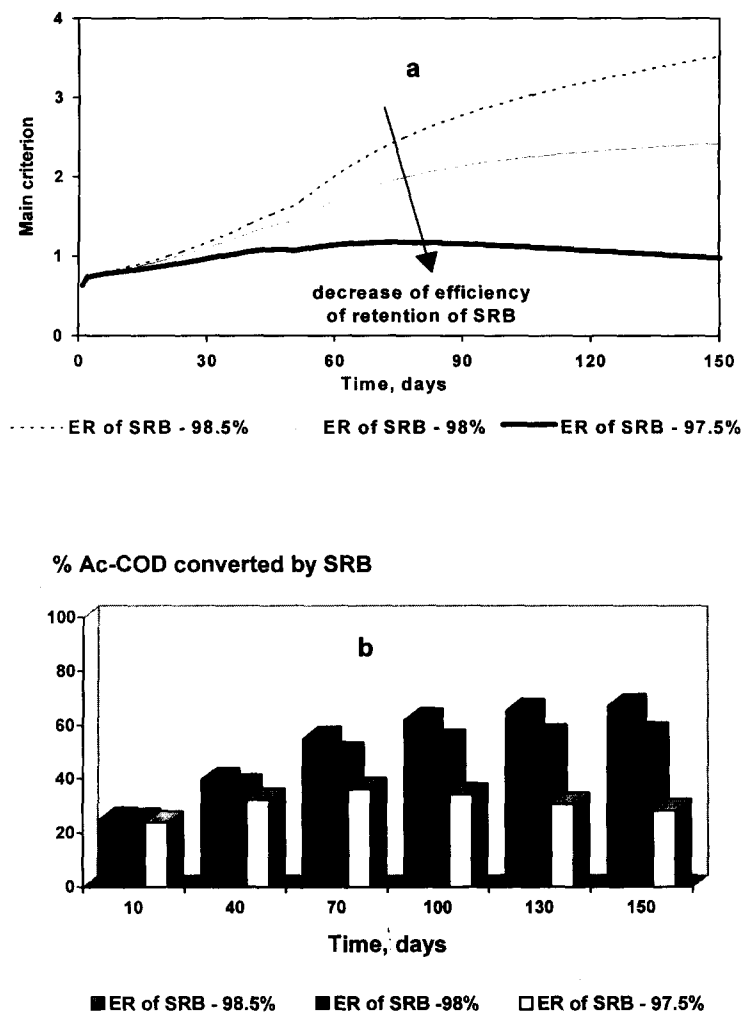 4
3
2
1
0
Main criterion
a
decrease of efficiency
of retention of SRB
0 30 60 90 120 150
Time, days
ER of SRB - 98.5% ER of SRB - 98% ER of SRB - 97.5%
% Ac-COD converted by SRB
100
80
60
40
20
0
b
10 40 70 100 130 150
Time, days
ER of SRB - 98.5% ER of SRB -98% ER of SRB - 97.5%